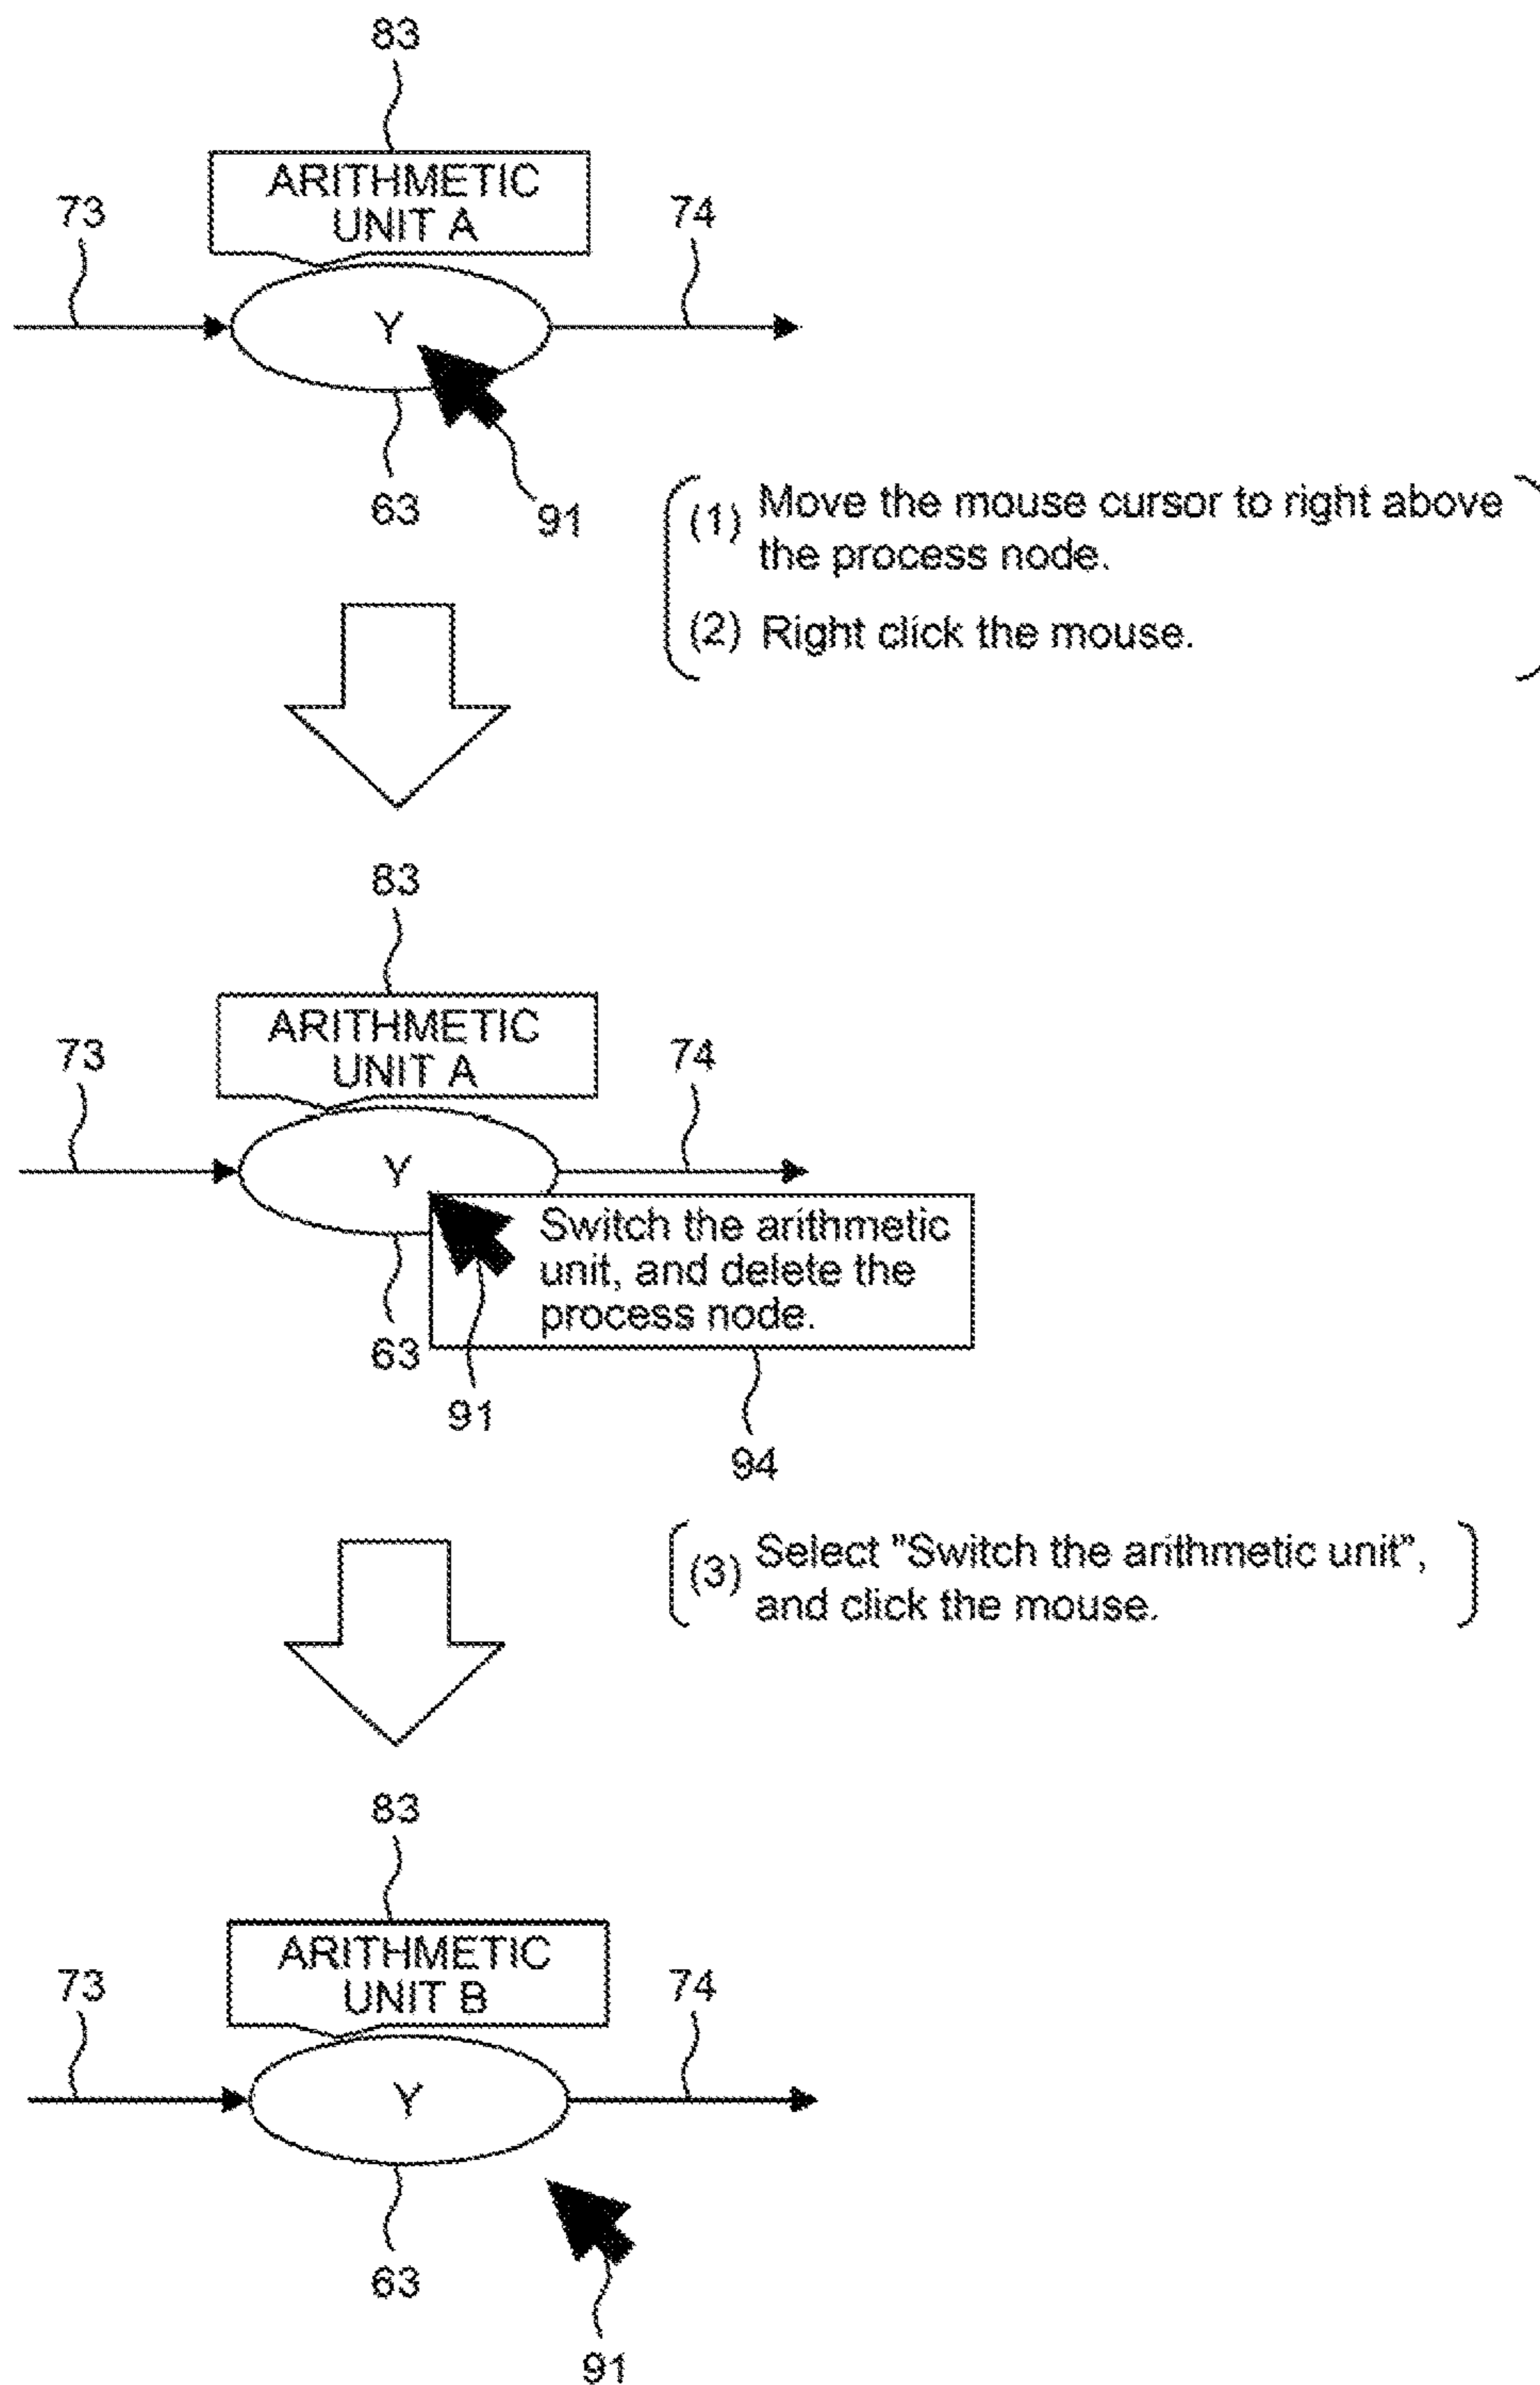 83
ARITHMETIC
UNIT A
73
74
Y
63
91
(1) Move the mouse cursor to right above
the process node.
(2) Right click the mouse.
83
ARITHMETIC
UNIT A
73
74
Y
Switch the arithmetic
unit, and delete the
process node.
63
91
94
(3) Select "Switch the arithmetic unit",
and click the mouse.
83
ARITHMETIC
UNIT B
73
74
Y
63
91